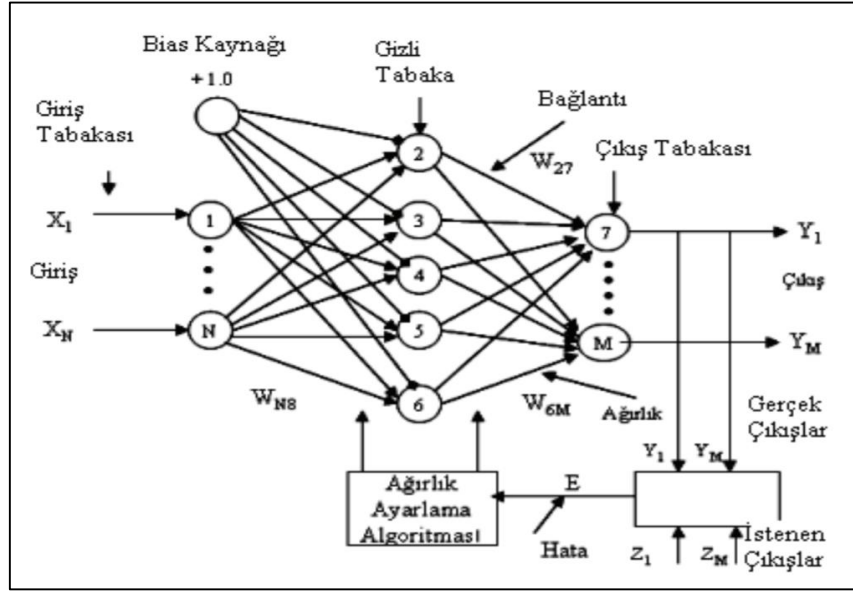 Bias Kaynağı
+1.0
Gizli
Tabaka
Giriş
Tabakası
Bağlantı
W27
Çıkış Tabakası
2
X1
1
3
7
Y1
Giriş
4
Çıkış
XN
N
5
M
YM
WN8
6
W6M
Ağırlık
Gerçek
Çıkışlar
Y1
YM
Ağırlık
Ayarlama
Algoritması
E
Hata
Z1
ZM
İstenen
Çıkışlar